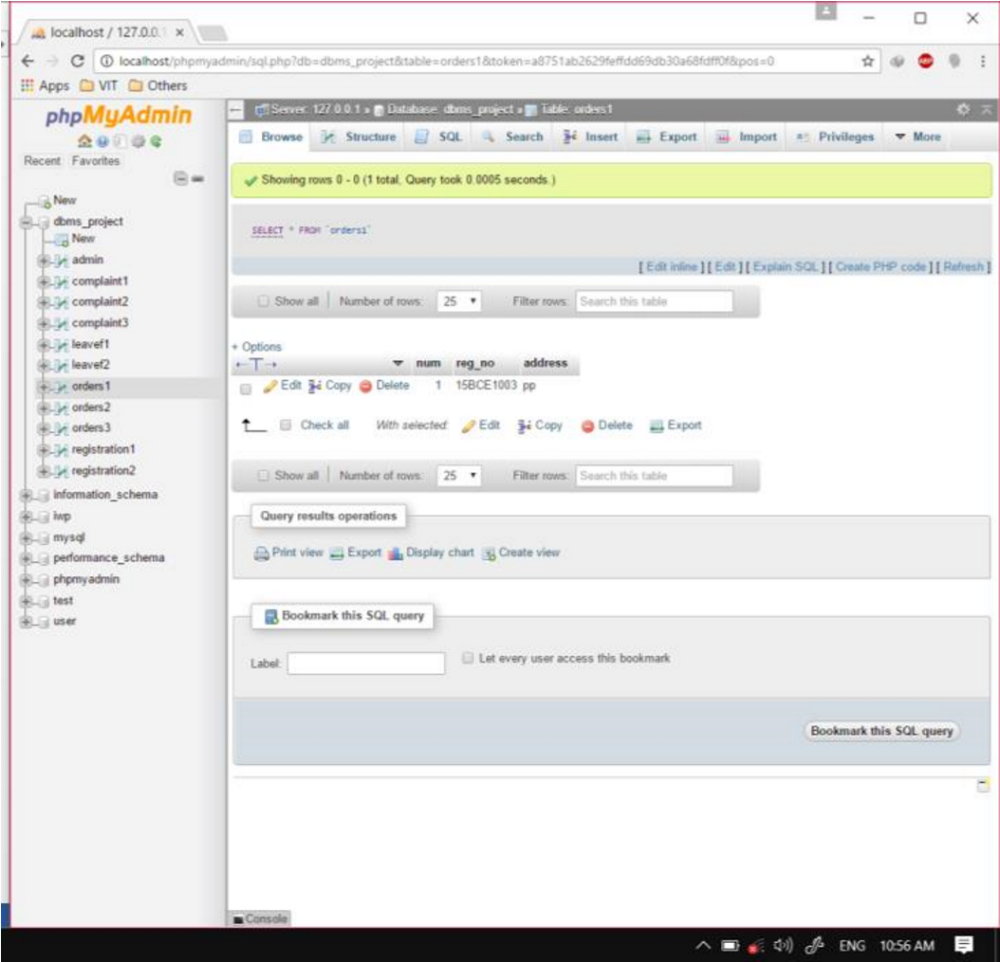 localhost / 127.0.0.1
localhost/phpmyadmin/sql.php?db=dbms_project&table=orders1&token=a8751ab2629feffdd69db30a68fdff0f&pos=0
Apps VIT Others
phpMyAdmin
Recent Favorites
New
dbms_project
New
admin
complaint1
complaint2
complaint3
leavef1
leavef2
orders1
orders2
orders3
registration1
registration2
information_schema
iwp
mysql
performance_schema
phpmyadmin
test
user
Server: 127.0.0.1 » Database: dbms_project » Table: orders1
Browse Structure SQL Search Insert Export Import Privileges More
Showing rows 0 - 0 (1 total, Query took 0.0005 seconds.)
SELECT * FROM `orders1`
[ Edit inline ] [ Edit ] [ Explain SQL ] [ Create PHP code ] [ Refresh ]
Show all | Number of rows: 25 Filter rows: Search this table
+ Options
←T→ num reg_no address
Edit Copy Delete 1 15BCE1003 pp
Check all With selected: Edit Copy Delete Export
Show all | Number of rows: 25 Filter rows: Search this table
Query results operations
Print view Export Display chart Create view
Bookmark this SQL query
Label: Let every user access this bookmark
Bookmark this SQL query
Console
ENG 10:56 AM